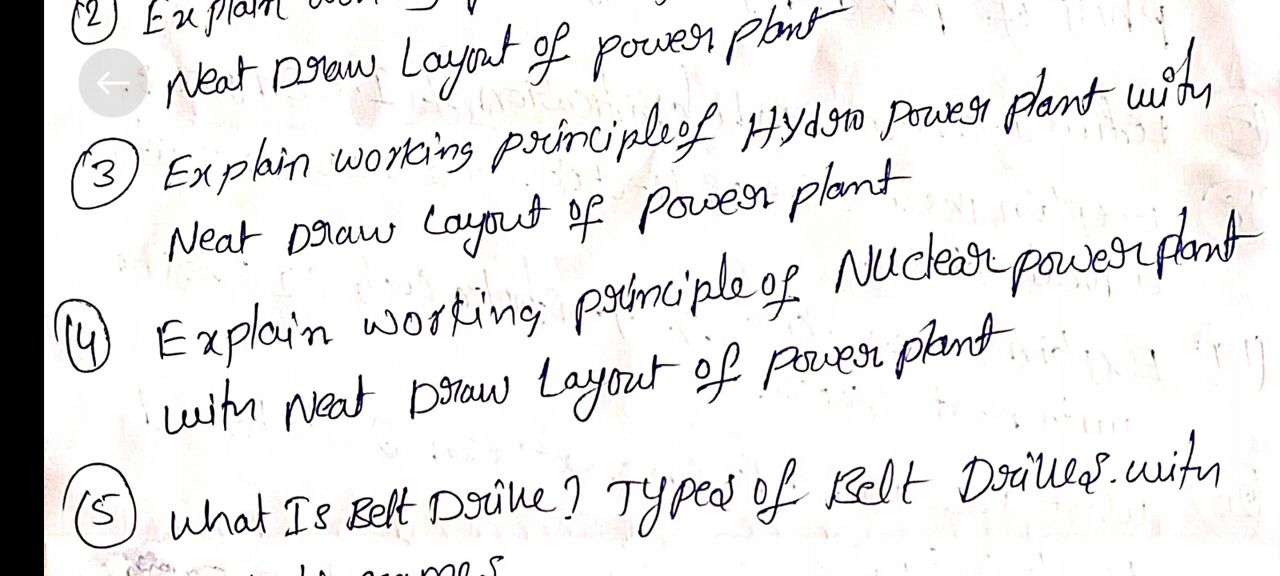 (2) Explain
Neat Draw Layout of power plant
(3) Explain working principle of Hydro power plant with
Neat Draw Layout of Power plant
(4) Explain working principle of Nuclear power plant
with Neat Draw Layout of power plant
(5) What Is Belt Drive? Types of Belt Drives. with